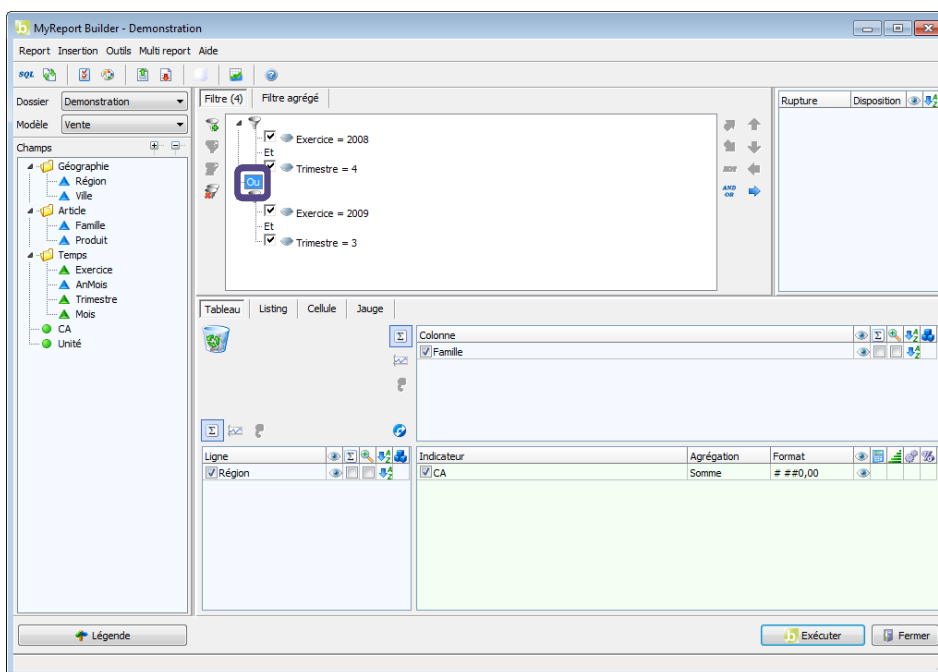 MyReport Builder - Demonstration
Report Insertion Outils Multi report Aide
SQL
Dossier Demonstration
Modèle Vente
Champs
Géographie
Région
Ville
Article
Famille
Produit
Temps
Exercice
AnMois
Trimestre
Mois
CA
Unité
Légende
Filtre (4) Filtre agrégé
Exercice = 2008
Et
Trimestre = 4
Ou
Exercice = 2009
Et
Trimestre = 3
AND
OR
Rupture Disposition
Tableau Listing Cellule Jauge
Colonne
Famille
Ligne
Région
Indicateur Agrégation Format
CA Somme # ##0,00
Exécuter Fermer